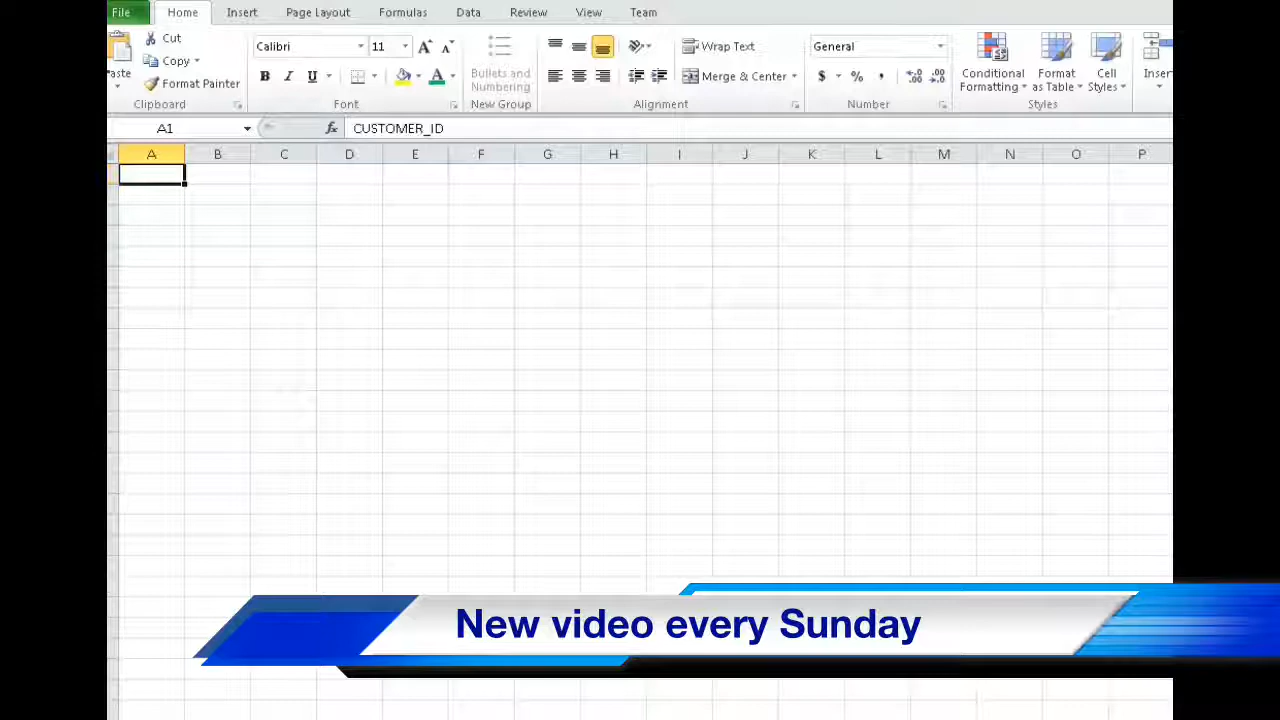 File Home Insert Page Layout Formulas Data Review View Team
Cut
Copy
Format Painter
Clipboard
Calibri 11
B I U
Font
Bullets and
Numbering
New Group
Wrap Text
Merge & Center
Alignment
General
$ % ,
Number
Conditional
Formatting
Format
as Table
Cell
Styles
Styles
A1 fx CUSTOMER_ID
A B C D E F G H I J K L M N O P
New video every Sunday